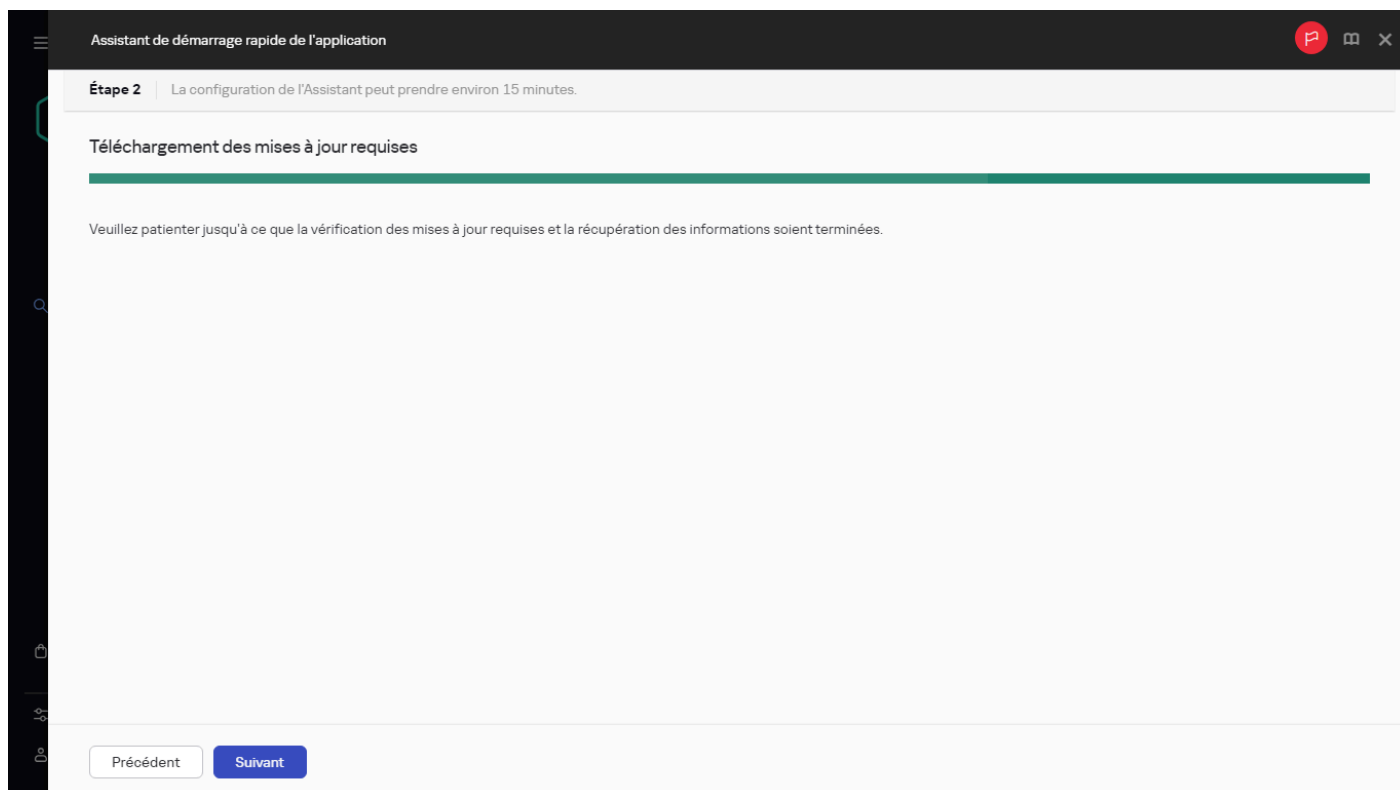 Assistant de démarrage rapide de l'application
Étape 2 La configuration de l'Assistant peut prendre environ 15 minutes.
Téléchargement des mises à jour requises
Veuillez patienter jusqu'à ce que la vérification des mises à jour requises et la récupération des informations soient terminées.
Précédent Suivant